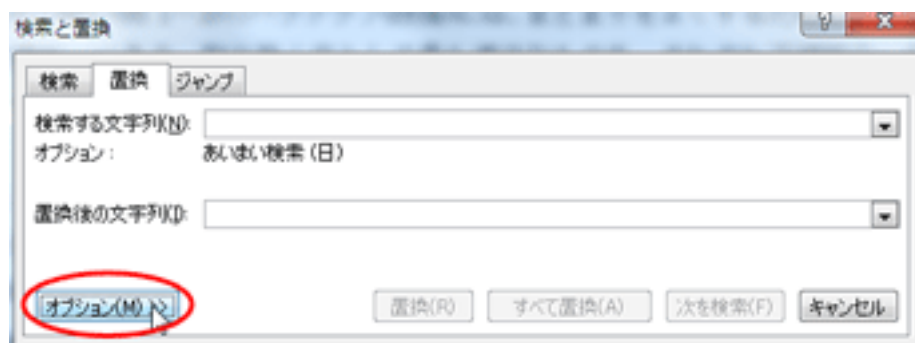 検索と置換
検索 置換 ジャンプ
検索する文字列(N):
オプション： あいまい検索 (日)
置換後の文字列(I):
オプション(M) >> 置換(R) すべて置換(A) 次を検索(F) キャンセル